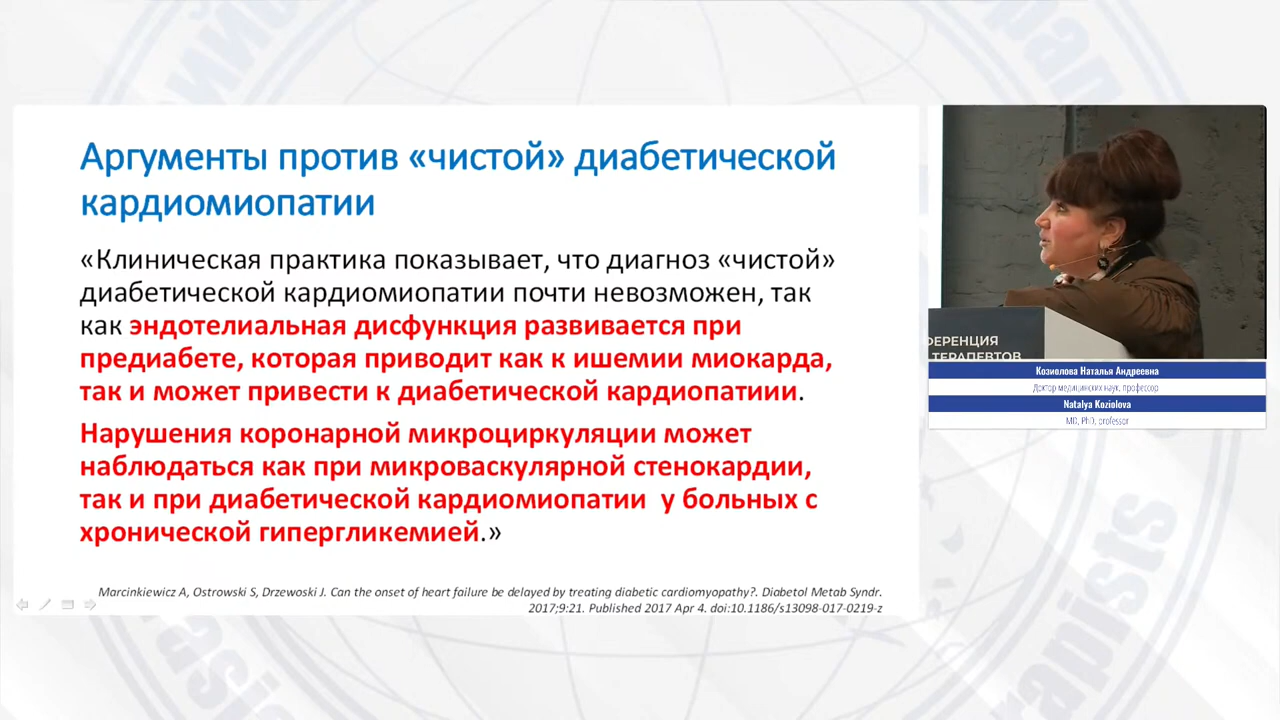 Аргументы против «чистой» диабетической
кардиомиопатии
«Клиническая практика показывает, что диагноз «чистой»
диабетической кардиомиопатии почти невозможен, так
как эндотелиальная дисфункция развивается при
предиабете, которая приводит как к ишемии миокарда,
так и может привести к диабетической кардиопатиии.
Нарушения коронарной микроциркуляции может
наблюдаться как при микроваскулярной стенокардии,
так и при диабетической кардиомиопатии у больных с
хронической гипергликемией.»
Marcinkiewicz A, Ostrowski S, Drzewoski J. Can the onset of heart failure be delayed by treating diabetic cardiomyopathy?. Diabetol Metab Syndr.
2017;9:21. Published 2017 Apr 4. doi:10.1186/s13098-017-0219-z
ФЕРЕНЦИЯ
ТЕРАПЕВТОВ
Козиолова Наталья Андреевна
Доктор медицинских наук, профессор
Natalya Koziolova
MD, PhD, professor